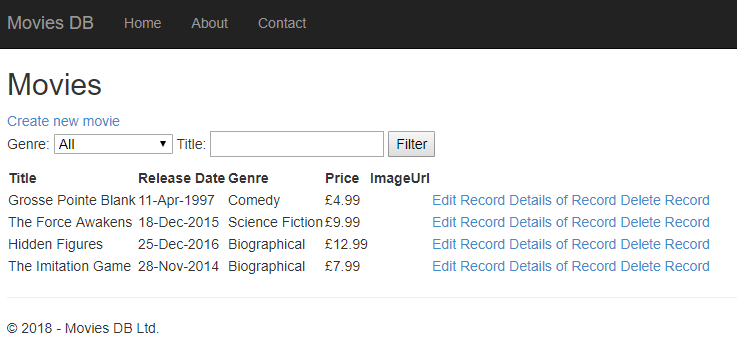 Movies DB Home About Contact
Movies
Create new movie
Genre: All Title: Filter
Title Release Date Genre Price ImageUrl
Grosse Pointe Blank 11-Apr-1997 Comedy £4.99 Edit Record Details of Record Delete Record
The Force Awakens 18-Dec-2015 Science Fiction £9.99 Edit Record Details of Record Delete Record
Hidden Figures 25-Dec-2016 Biographical £12.99 Edit Record Details of Record Delete Record
The Imitation Game 28-Nov-2014 Biographical £7.99 Edit Record Details of Record Delete Record
© 2018 - Movies DB Ltd.